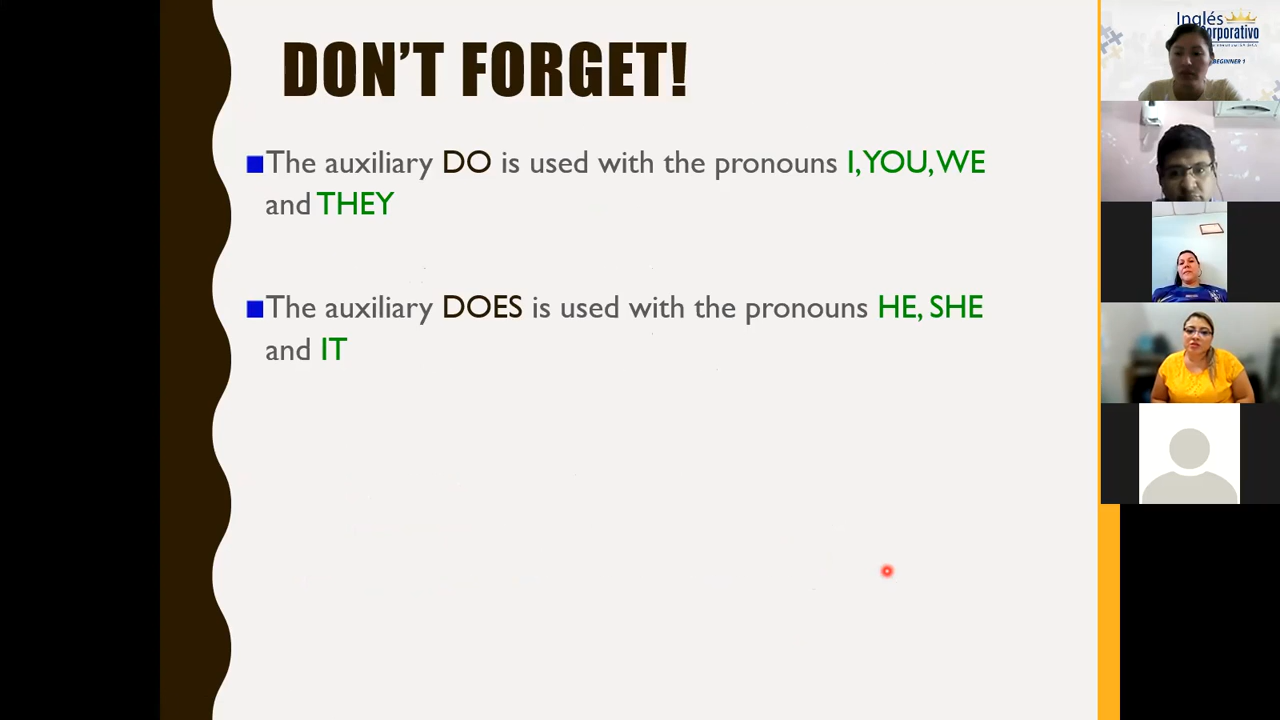 DON'T FORGET!
The auxiliary DO is used with the pronouns I, YOU, WE
and THEY
The auxiliary DOES is used with the pronouns HE, SHE
and IT
Inglés
Corporativo
BEGINNER 1